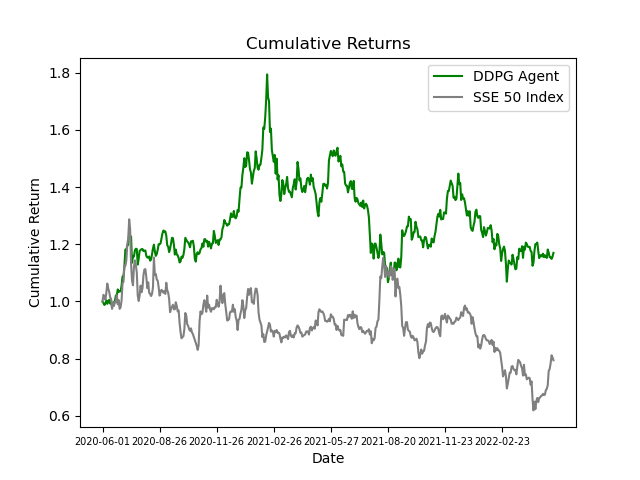 Cumulative Returns
DDPG Agent
SSE 50 Index
Cumulative Return
1.8
1.6
1.4
1.2
1.0
0.8
0.6
2020-06-01 2020-08-26 2020-11-26 2021-02-26 2021-05-27 2021-08-20 2021-11-23 2022-02-23
Date